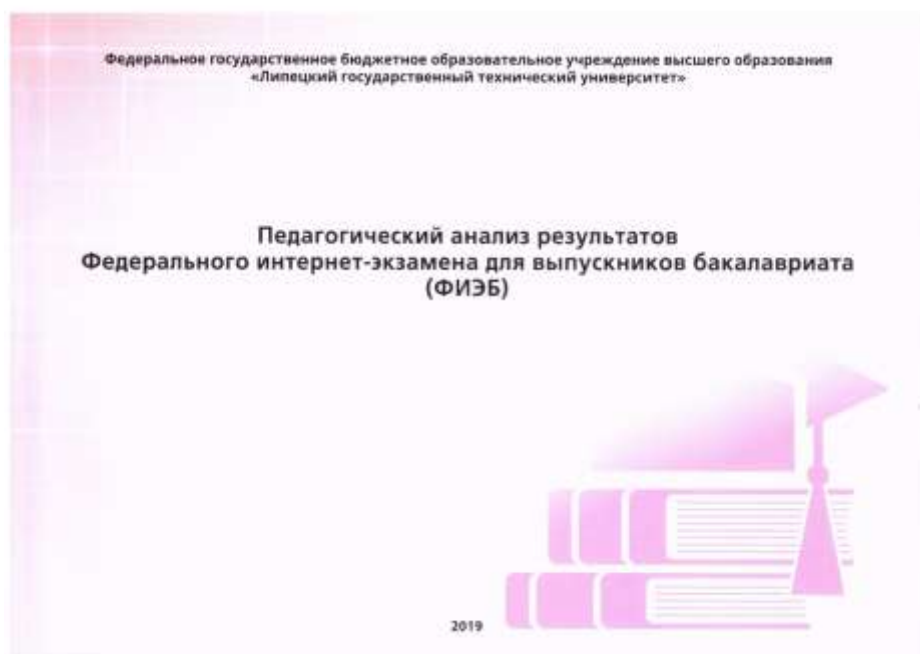 Федеральное государственное бюджетное образовательное учреждение высшего образования
«Липецкий государственный технический университет»
Педагогический анализ результатов
Федерального интернет-экзамена для выпускников бакалавриата
(ФИЭБ)
2019